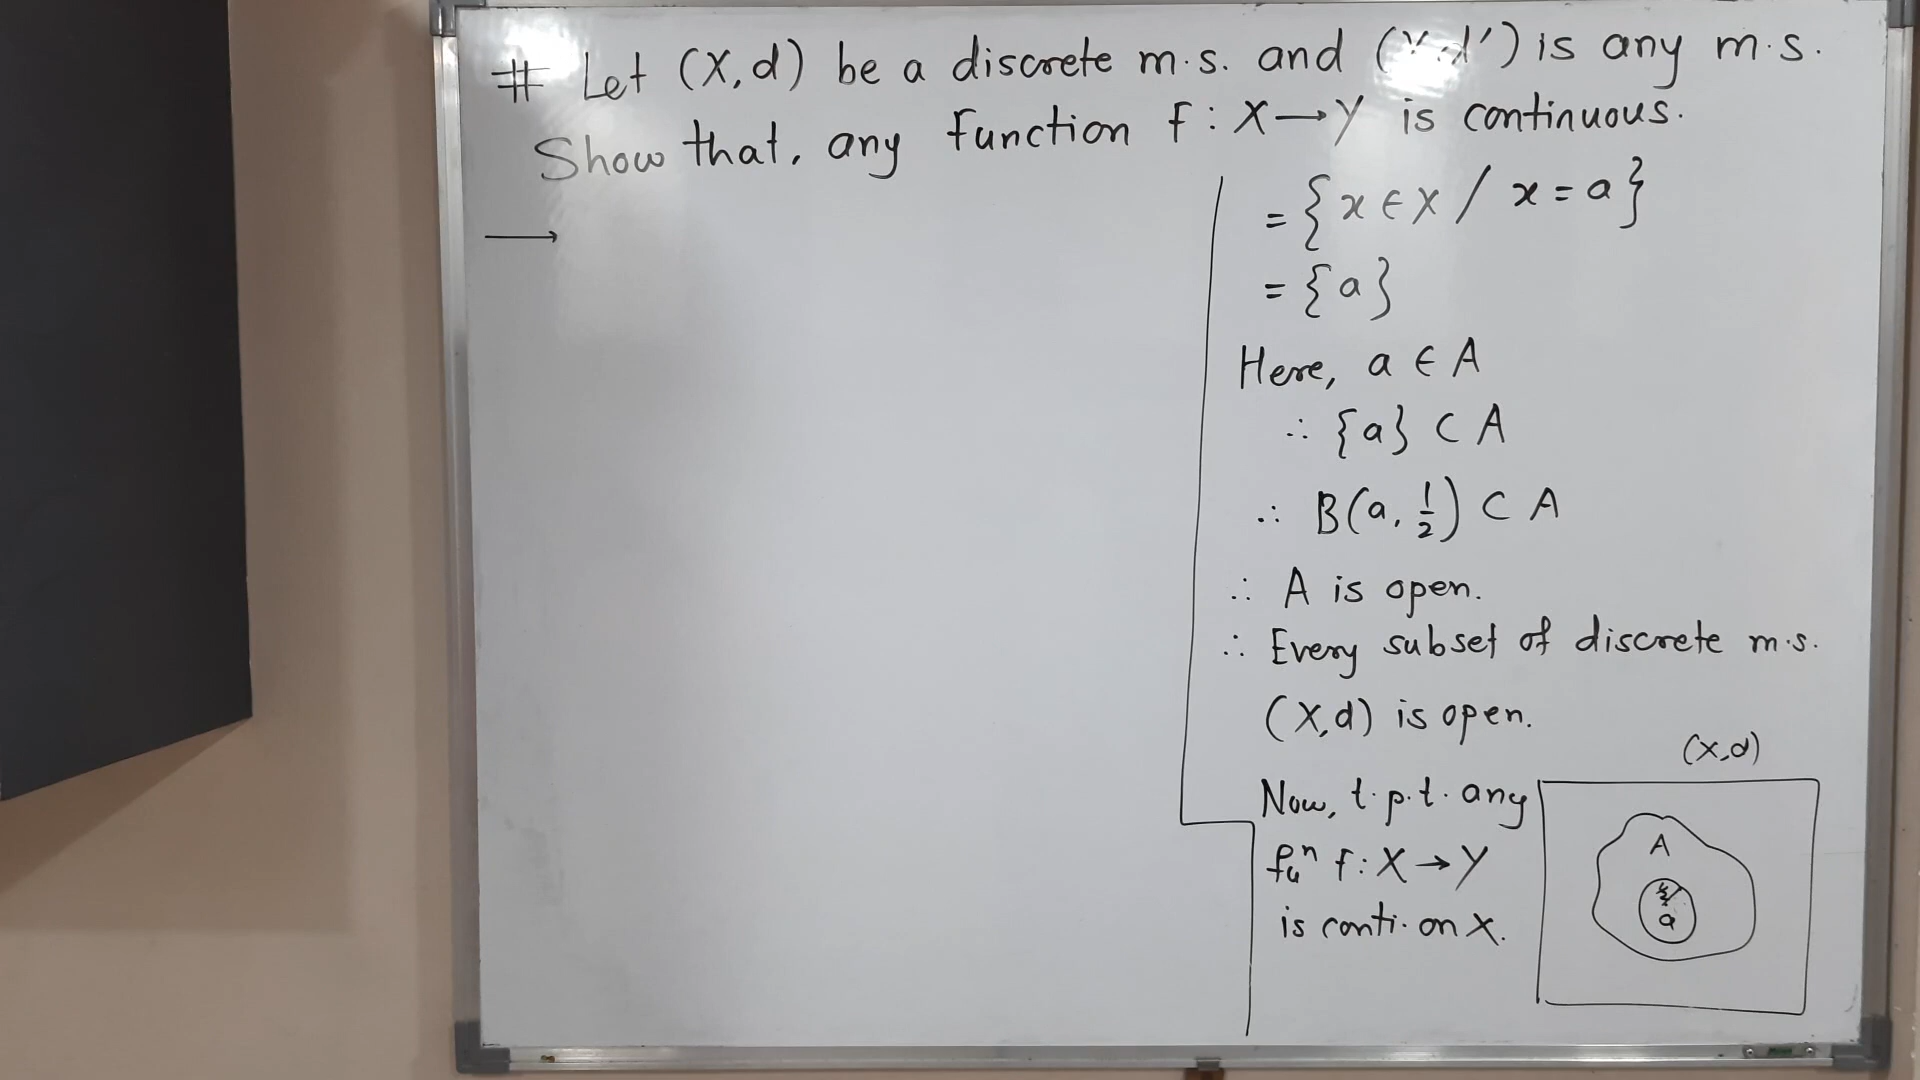 # Let (X,d) be a discrete m.s. and (Y,d') is any m.s.
Show that, any function f : X → Y is continuous.
→
= {x ∈ X / x = a}
= {a}
Here, a ∈ A
∴ {a} ⊂ A
∴ B(a, 1/2) ⊂ A
∴ A is open.
∴ Every subset of discrete m.s.
(X,d) is open.
Now, t.p.t. any
fuⁿ f : X → Y
is conti. on X.
(X,d)
A
a